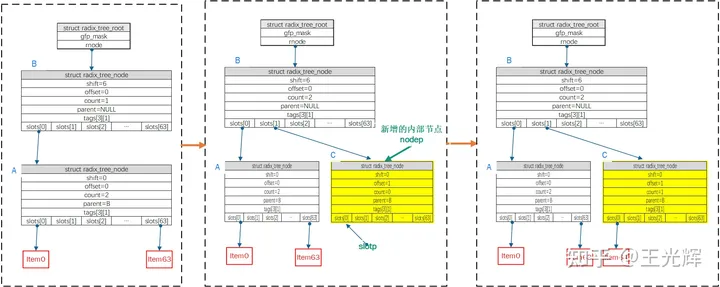 struct radix_tree_root
gfp_mask
rnode
B
struct radix_tree_node
shift=6
offset=0
count=1
parent=NULL
tags[3][1]
slots[0] slots[1] slots[2] ... slots[63]
A
struct radix_tree_node
shift=0
offset=0
count=2
parent=B
tags[3][1]
slots[0] slots[1] slots[2] ... slots[63]
Item0
Item63
struct radix_tree_root
gfp_mask
rnode
B
struct radix_tree_node
shift=6
offset=0
count=2
parent=NULL
tags[3][1]
slots[0] slots[1] slots[2] ... slots[63]
新增的内部节点
nodep
A
struct radix_tree_node
shift=0
offset=0
count=2
parent=B
tags[3][1]
slots[0] slots[1] slots[2] ... slots[63]
C
struct radix_tree_node
shift=0
offset=1
count=0
parent=B
tags[3][1]
slots[0] slots[1] slots[2] ... slots[63]
slotp
Item0
Item63
struct radix_tree_root
gfp_mask
rnode
B
struct radix_tree_node
shift=6
offset=0
count=2
parent=NULL
tags[3][1]
slots[0] slots[1] slots[2] ... slots[63]
A
struct radix_tree_node
shift=0
offset=0
count=2
parent=B
tags[3][1]
slots[0] slots[1] slots[2] ... slots[63]
C
struct radix_tree_node
shift=0
offset=1
count=1
parent=B
tags[3][1]
slots[0] slots[1] slots[2] ... slots[63]
Item0
知乎 @王光辉